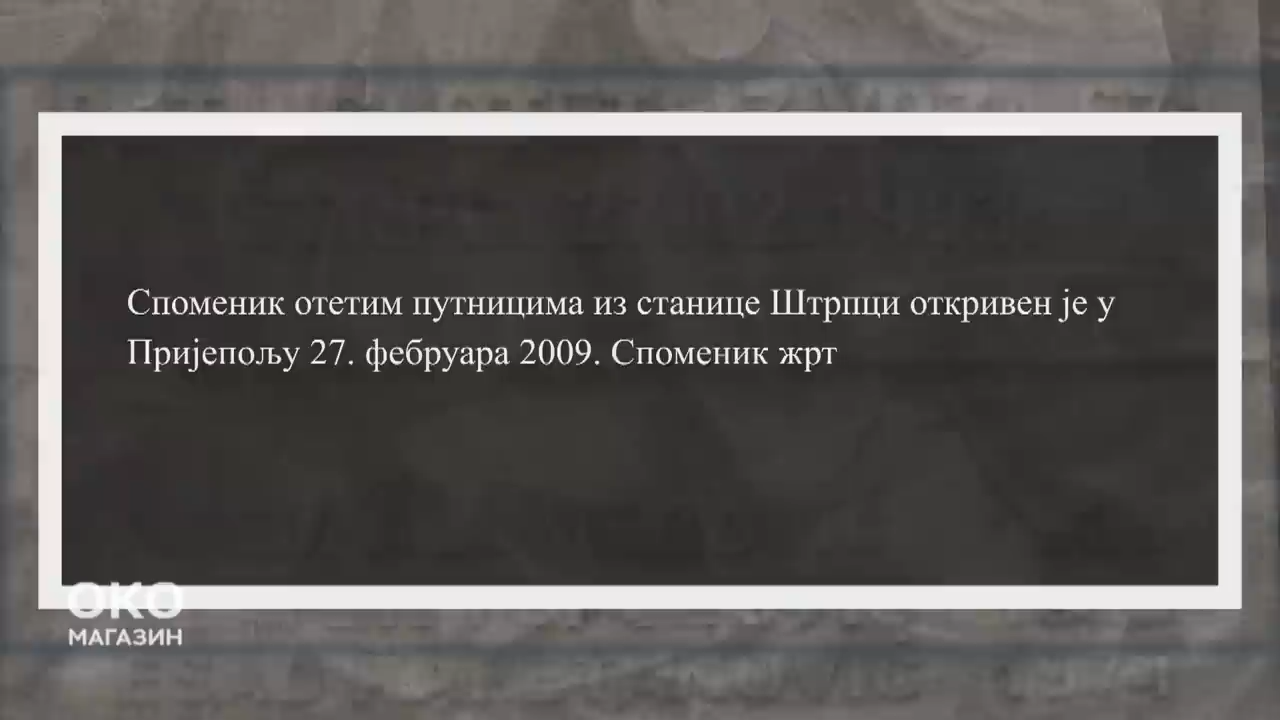 Споменик отетим путницима из станице Штрпци откривен је у
Пријепољу 27. фебруара 2009. Споменик жрт
ОКО
МАГАЗИН